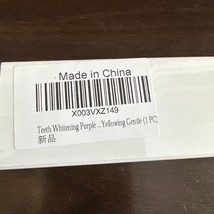 Made in China
X003VXZ149
Teeth Whitening Purple ...Yellowing Gentle (1 PC)
新品